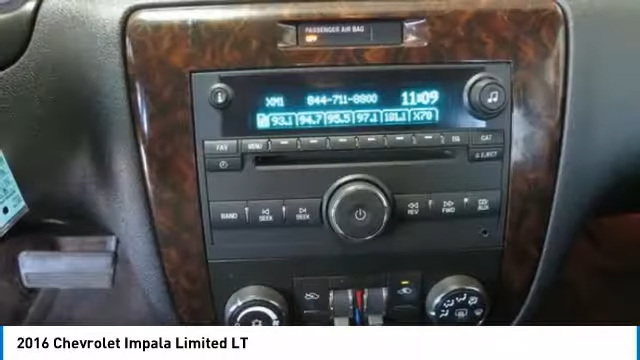 PASSENGER AIR BAG
OFF
XM1 844-711-8800 11:09
93.1 94.7 95.5 97.1 101.1 X70
FAV MENU CAT
EJECT
BAND SEEK SEEK REV FWD AUX
2016 Chevrolet Impala Limited LT